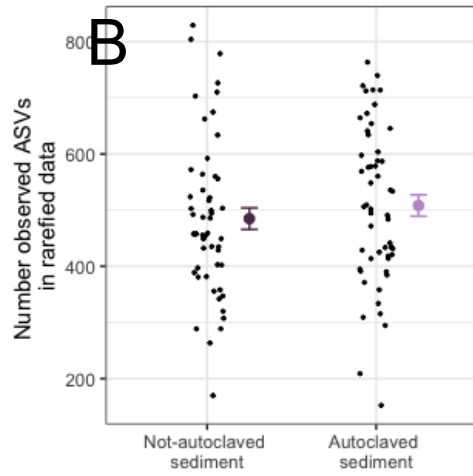 B
Number observed ASVs
in rarefied data
800
600
400
200
Not-autoclaved
sediment
Autoclaved
sediment